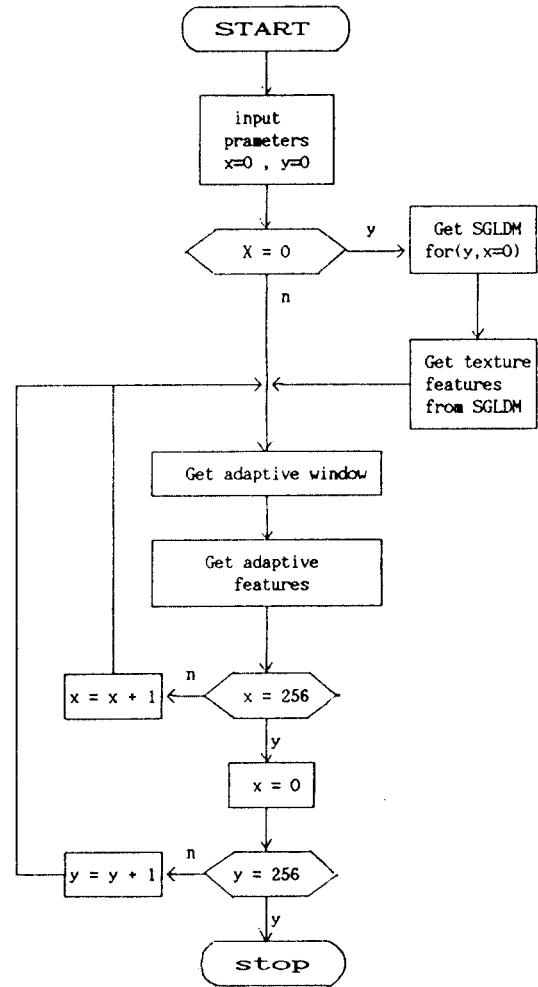 START
input
prameters
x=0 , y=0
X = 0
y
n
Get SGLDM
for(y,x=0)
Get texture
features
from SGLDM
Get adaptive window
Get adaptive
features
x = 256
n
x = x + 1
y
x = 0
y = 256
n
y = y + 1
y
stop